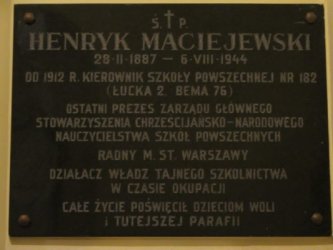 Ś. † P.
HENRYK MACIEJEWSKI
28·II·1887 — 6·VIII·1944
OD 1912 R. KIEROWNIK SZKOŁY POWSZECHNEJ NR 162
(ŁUCKA 2 BEMA 76)
OSTATNI PREZES ZARZĄDU GŁÓWNEGO
STOWARZYSZENIA CHRZEŚCIJAŃSKO-NARODOWEGO
NAUCZYCIELSTWA SZKÓŁ POWSZECHNYCH
RADNY M. ST. WARSZAWY
DZIAŁACZ WŁADZ TAJNEGO SZKOLNICTWA
W CZASIE OKUPACJI
CAŁE ŻYCIE POŚWIĘCIŁ DZIECIOM WOLI
I TUTEJSZEJ PARAFII